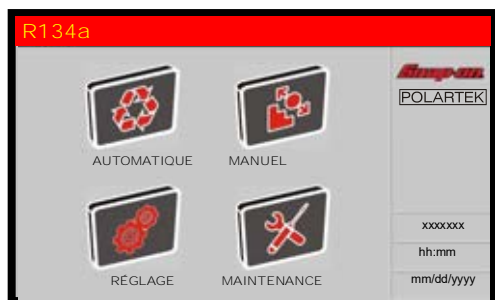 R134a
Snap-on
POLARTEK
AUTOMATIQUE MANUEL
RÉGLAGE MAINTENANCE
xxxxxxx
hh:mm
mm/dd/yyyy